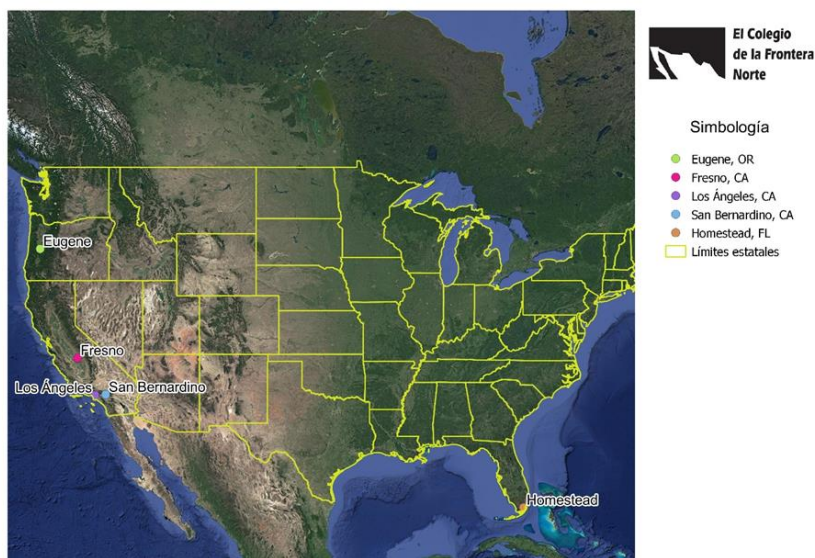 El Colegio
de la Frontera
Norte
Simbología
Eugene, OR
Fresno, CA
Los Ángeles, CA
San Bernardino, CA
Homestead, FL
Límites estatales
Eugene
Fresno
Los Ángeles
San Bernardino
Homestead